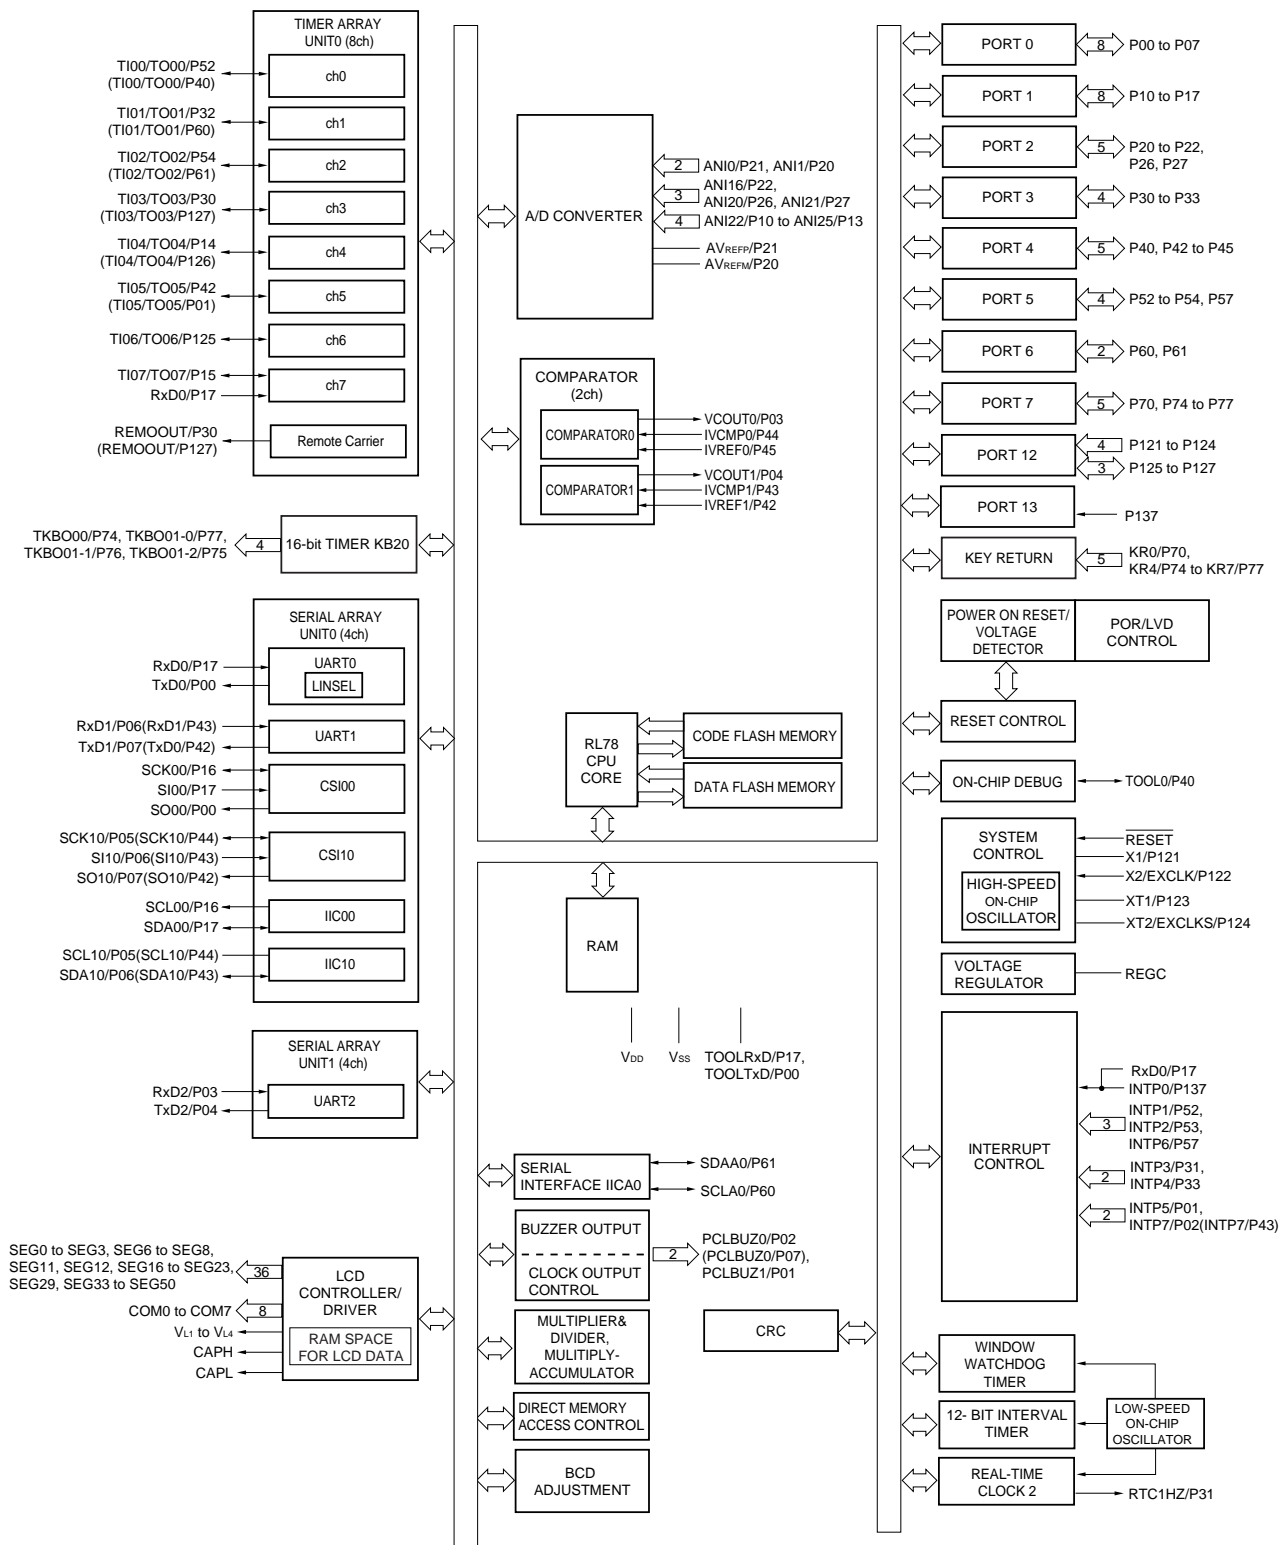 TIMER ARRAY
UNIT0 (8ch)
TI00/TO00/P52
(TI00/TO00/P40)
ch0
TI01/TO01/P32
(TI01/TO01/P60)
ch1
TI02/TO02/P54
(TI02/TO02/P61)
ch2
TI03/TO03/P30
(TI03/TO03/P127)
ch3
TI04/TO04/P14
(TI04/TO04/P126)
ch4
TI05/TO05/P42
(TI05/TO05/P01)
ch5
TI06/TO06/P125
ch6
TI07/TO07/P15
RxD0/P17
ch7
REMOOUT/P30
(REMOOUT/P127)
Remote Carrier
TKBO00/P74, TKBO01-0/P77,
TKBO01-1/P76, TKBO01-2/P75
4
16-bit TIMER KB20
SERIAL ARRAY
UNIT0 (4ch)
RxD0/P17
TxD0/P00
UART0
LINSEL
RxD1/P06(RxD1/P43)
TxD1/P07(TxD0/P42)
UART1
SCK00/P16
SI00/P17
SO00/P00
CSI00
SCK10/P05(SCK10/P44)
SI10/P06(SI10/P43)
SO10/P07(SO10/P42)
CSI10
SCL00/P16
SDA00/P17
IIC00
SCL10/P05(SCL10/P44)
SDA10/P06(SDA10/P43)
IIC10
SERIAL ARRAY
UNIT1 (4ch)
RxD2/P03
TxD2/P04
UART2
SEG0 to SEG3, SEG6 to SEG8,
SEG11, SEG12, SEG16 to SEG23,
SEG29, SEG33 to SEG50
36
COM0 to COM7
8
VL1 to VL4
CAPH
CAPL
LCD
CONTROLLER/
DRIVER
RAM SPACE
FOR LCD DATA
A/D CONVERTER
2
ANI0/P21, ANI1/P20
3
ANI16/P22,
ANI20/P26, ANI21/P27
4
ANI22/P10 to ANI25/P13
AVREFP/P21
AVREFM/P20
COMPARATOR
(2ch)
COMPARATOR0
VCOUT0/P03
IVCMP0/P44
IVREF0/P45
COMPARATOR1
VCOUT1/P04
IVCMP1/P43
IVREF1/P42
RL78
CPU
CORE
CODE FLASH MEMORY
DATA FLASH MEMORY
RAM
VDD
VSS
TOOLRxD/P17,
TOOLTxD/P00
SERIAL
INTERFACE IICA0
SDAA0/P61
SCLA0/P60
BUZZER OUTPUT
CLOCK OUTPUT
CONTROL
2
PCLBUZ0/P02
(PCLBUZ0/P07),
PCLBUZ1/P01
MULTIPLIER&
DIVIDER,
MULITIPLY-
ACCUMULATOR
CRC
DIRECT MEMORY
ACCESS CONTROL
BCD
ADJUSTMENT
PORT 0
8
P00 to P07
PORT 1
8
P10 to P17
PORT 2
5
P20 to P22,
P26, P27
PORT 3
4
P30 to P33
PORT 4
5
P40, P42 to P45
PORT 5
4
P52 to P54, P57
PORT 6
2
P60, P61
PORT 7
5
P70, P74 to P77
PORT 12
4
P121 to P124
3
P125 to P127
PORT 13
P137
KEY RETURN
5
KR0/P70,
KR4/P74 to KR7/P77
POWER ON RESET/
VOLTAGE
DETECTOR
POR/LVD
CONTROL
RESET CONTROL
ON-CHIP DEBUG
TOOL0/P40
SYSTEM
CONTROL
HIGH-SPEED
ON-CHIP
OSCILLATOR
RESET
X1/P121
X2/EXCLK/P122
XT1/P123
XT2/EXCLKS/P124
VOLTAGE
REGULATOR
REGC
INTERRUPT
CONTROL
RxD0/P17
INTP0/P137
3
INTP1/P52,
INTP2/P53,
INTP6/P57
2
INTP3/P31,
INTP4/P33
2
INTP5/P01,
INTP7/P02(INTP7/P43)
WINDOW
WATCHDOG
TIMER
12- BIT INTERVAL
TIMER
LOW-SPEED
ON-CHIP
OSCILLATOR
REAL-TIME
CLOCK 2
RTC1HZ/P31